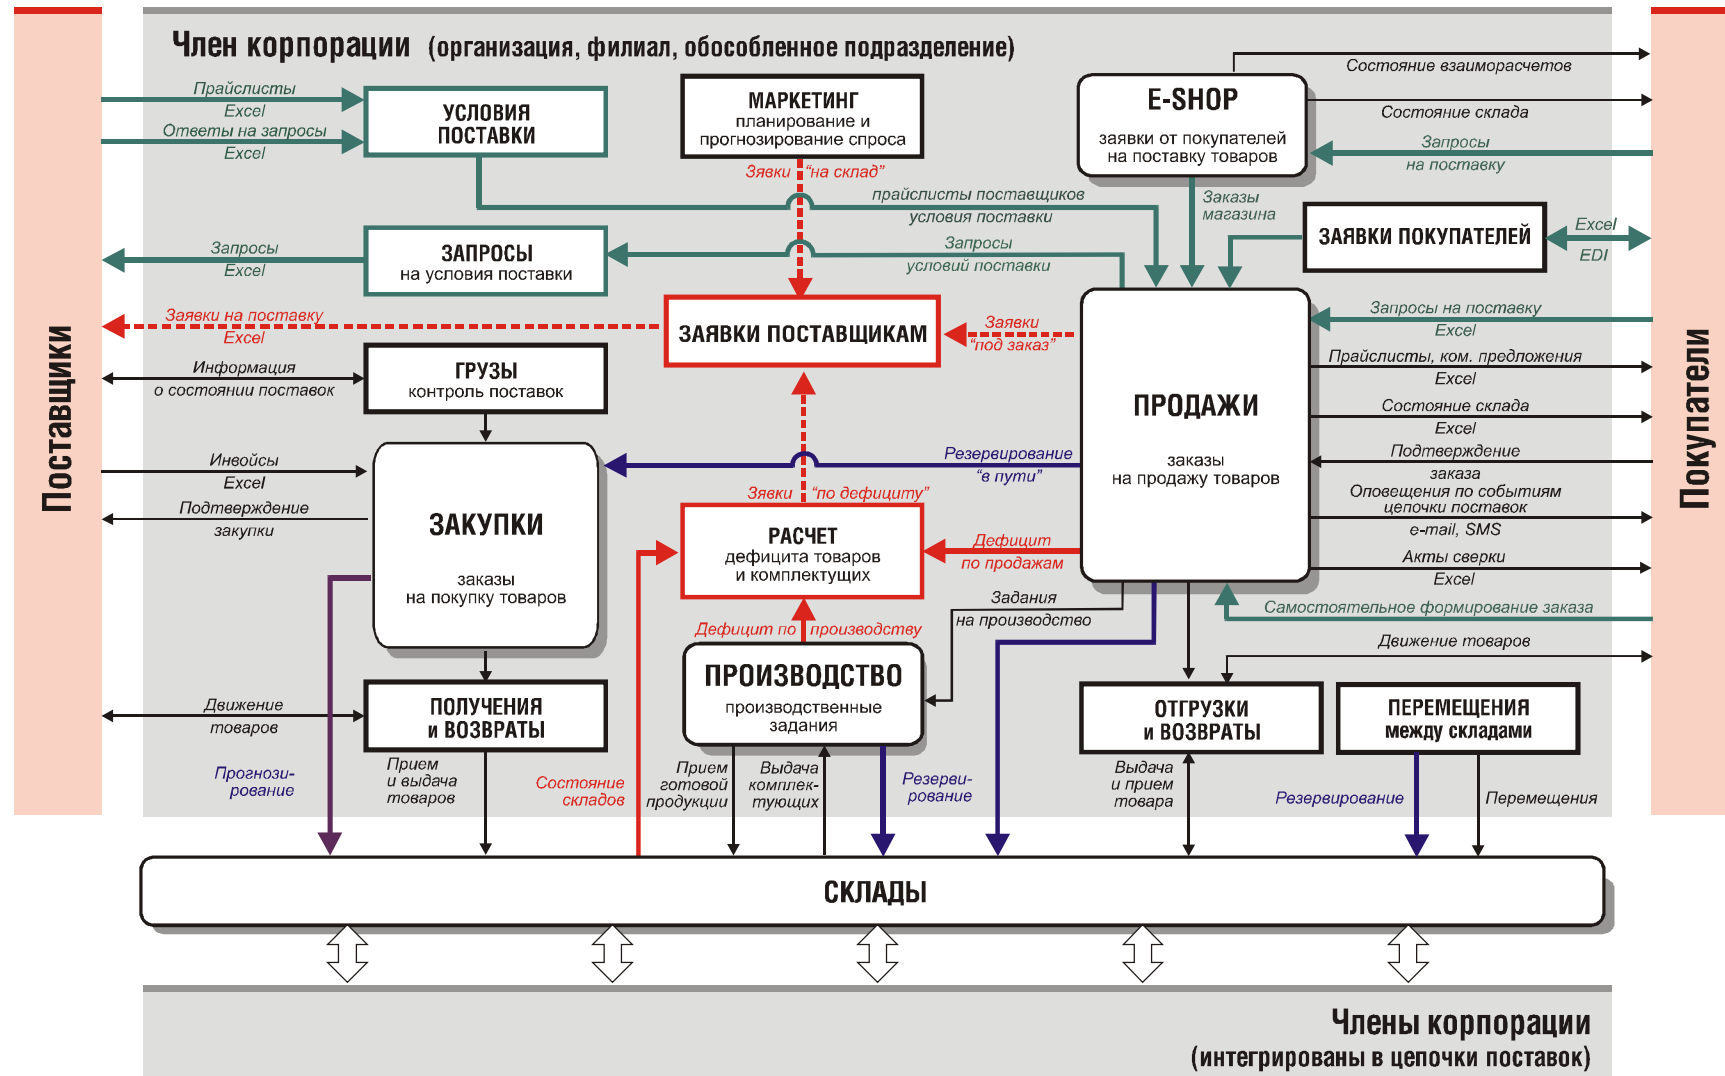 Член корпорации (организация, филиал, обособленное подразделение)
Поставщики
Покупатели
Прайслисты
Excel
Ответы на запросы
Excel
УСЛОВИЯ
ПОСТАВКИ
МАРКЕТИНГ
планирование и
прогнозирование спроса
E-SHOP
заявки от покупателей
на поставку товаров
Состояние взаиморасчетов
Состояние склада
Запросы
на поставку
Зявки "на склад"
прайслисты поставщиков
условия поставки
Заказы
магазина
ЗАЯВКИ ПОКУПАТЕЛЕЙ
Excel
EDI
Запросы
Excel
ЗАПРОСЫ
на условия поставки
Запросы
условий поставки
Заявки на поставку
Excel
ЗАЯВКИ ПОСТАВЩИКАМ
Заявки
"под заказ"
Запросы на поставку
Excel
Информация
о состоянии поставок
ГРУЗЫ
контроль поставок
ПРОДАЖИ
заказы
на продажу товаров
Прайслисты, ком. предложения
Excel
Состояние склада
Excel
Подтверждение
заказа
Оповещения по событиям
цепочки поставок
e-mail, SMS
Акты сверки
Excel
Самостоятельное формирование заказа
Движение товаров
Инвойсы
Excel
Подтверждение
закупки
ЗАКУПКИ
заказы
на покупку товаров
Резервирование
"в пути"
Зявки "по дефициту"
РАСЧЕТ
дефицита товаров
и комплектущих
Дефицит
по продажам
Задания
на производство
Дефицит по производству
ПРОИЗВОДСТВО
производственные
задания
Движение
товаров
ПОЛУЧЕНИЯ
и ВОЗВРАТЫ
ОТГРУЗКИ
и ВОЗВРАТЫ
ПЕРЕМЕЩЕНИЯ
между складами
Прогнози-
рование
Прием
и выдача
товаров
Состояние
складов
Прием
готовой
продукции
Выдача
комплек-
тующих
Резерви-
рование
Выдача
и прием
товара
Резервирование
Перемещения
СКЛАДЫ
Члены корпорации
(интегрированы в цепочки поставок)